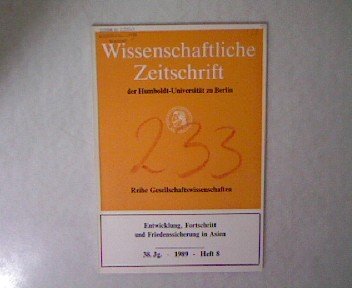 Wissenschaftliche
Zeitschrift
der Humboldt-Universität zu Berlin
233
Reihe Gesellschaftswissenschaften
Entwicklung, Fortschritt
und Friedenssicherung in Asien
38. Jg. · 1989 · Heft 8